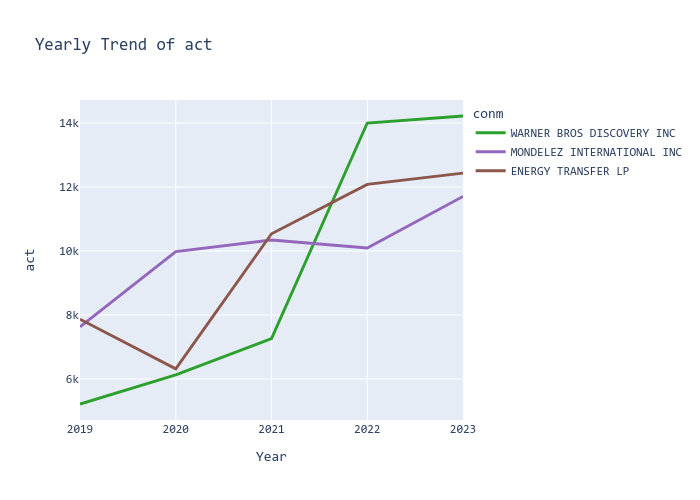 Yearly Trend of act
act
14k
12k
10k
8k
6k
2019
2020
2021
2022
2023
Year
conm
WARNER BROS DISCOVERY INC
MONDELEZ INTERNATIONAL INC
ENERGY TRANSFER LP